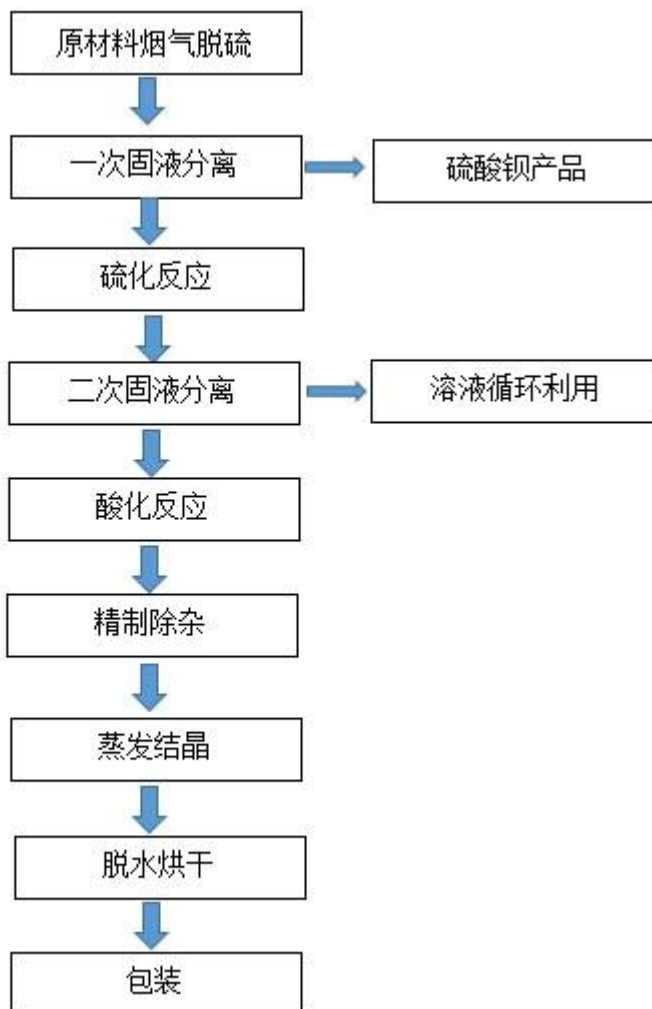 原材料烟气脱硫
一次固液分离
硫酸钡产品
硫化反应
二次固液分离
溶液循环利用
酸化反应
精制除杂
蒸发结晶
脱水烘干
包装